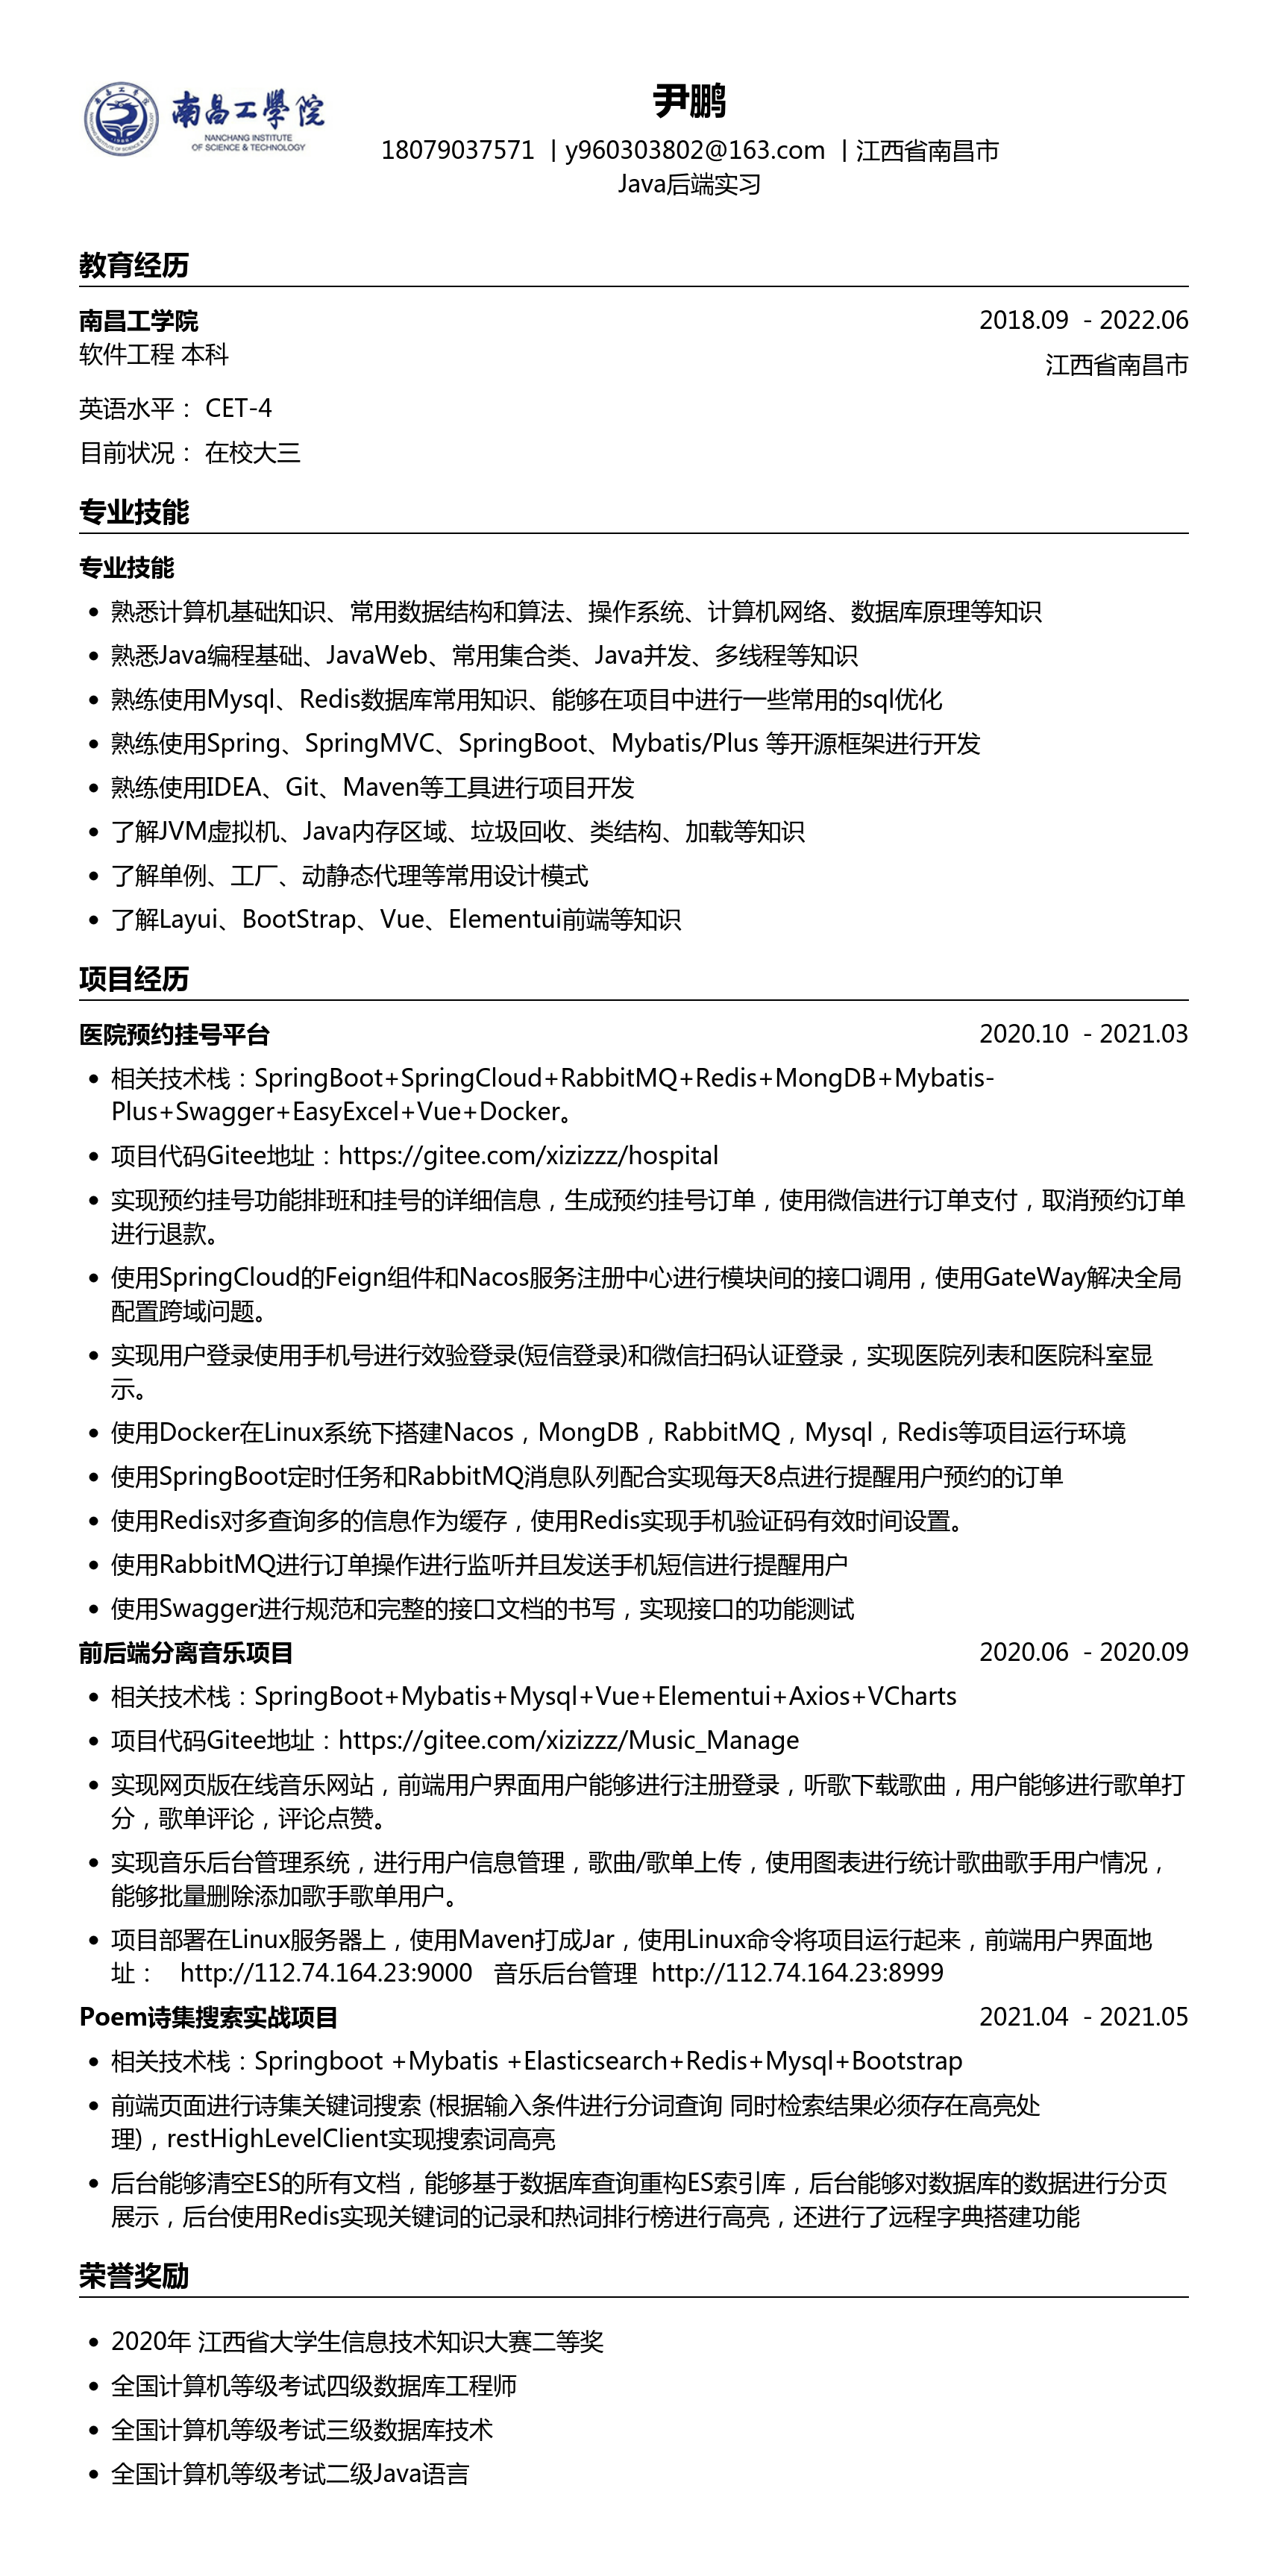 南昌工學院
NANCHANG INSTITUTE
OF SCIENCE & TECHNOLOGY
尹鹏
18079037571 | y960303802@163.com | 江西省南昌市
Java后端实习
教育经历
南昌工学院 2018.09 - 2022.06
软件工程 本科 江西省南昌市
英语水平： CET-4
目前状况： 在校大三
专业技能
专业技能
• 熟悉计算机基础知识、常用数据结构和算法、操作系统、计算机网络、数据库原理等知识
• 熟悉Java编程基础、JavaWeb、常用集合类、Java并发、多线程等知识
• 熟练使用Mysql、Redis数据库常用知识、能够在项目中进行一些常用的sql优化
• 熟练使用Spring、SpringMVC、SpringBoot、Mybatis/Plus 等开源框架进行开发
• 熟练使用IDEA、Git、Maven等工具进行项目开发
• 了解JVM虚拟机、Java内存区域、垃圾回收、类结构、加载等知识
• 了解单例、工厂、动静态代理等常用设计模式
• 了解Layui、BootStrap、Vue、Elementui前端等知识
项目经历
医院预约挂号平台 2020.10 - 2021.03
• 相关技术栈：SpringBoot+SpringCloud+RabbitMQ+Redis+MongDB+Mybatis-
Plus+Swagger+EasyExcel+Vue+Docker。
• 项目代码Gitee地址：https://gitee.com/xizizzz/hospital
• 实现预约挂号功能排班和挂号的详细信息，生成预约挂号订单，使用微信进行订单支付，取消预约订单
进行退款。
• 使用SpringCloud的Feign组件和Nacos服务注册中心进行模块间的接口调用，使用GateWay解决全局
配置跨域问题。
• 实现用户登录使用手机号进行效验登录(短信登录)和微信扫码认证登录，实现医院列表和医院科室显
示。
• 使用Docker在Linux系统下搭建Nacos，MongDB，RabbitMQ，Mysql，Redis等项目运行环境
• 使用SpringBoot定时任务和RabbitMQ消息队列配合实现每天8点进行提醒用户预约的订单
• 使用Redis对多查询多的信息作为缓存，使用Redis实现手机验证码有效时间设置。
• 使用RabbitMQ进行订单操作进行监听并且发送手机短信进行提醒用户
• 使用Swagger进行规范和完整的接口文档的书写，实现接口的功能测试
前后端分离音乐项目 2020.06 - 2020.09
• 相关技术栈：SpringBoot+Mybatis+Mysql+Vue+Elementui+Axios+VCharts
• 项目代码Gitee地址：https://gitee.com/xizizzz/Music_Manage
• 实现网页版在线音乐网站，前端用户界面用户能够进行注册登录，听歌下载歌曲，用户能够进行歌单打
分，歌单评论，评论点赞。
• 实现音乐后台管理系统，进行用户信息管理，歌曲/歌单上传，使用图表进行统计歌曲歌手用户情况，
能够批量删除添加歌手歌单用户。
• 项目部署在Linux服务器上，使用Maven打成Jar，使用Linux命令将项目运行起来，前端用户界面地
址： http://112.74.164.23:9000 音乐后台管理 http://112.74.164.23:8999
Poem诗集搜索实战项目 2021.04 - 2021.05
• 相关技术栈：Springboot +Mybatis +Elasticsearch+Redis+Mysql+Bootstrap
• 前端页面进行诗集关键词搜索 (根据输入条件进行分词查询 同时检索结果必须存在高亮处
理)，restHighLevelClient实现搜索词高亮
• 后台能够清空ES的所有文档，能够基于数据库查询重构ES索引库，后台能够对数据库的数据进行分页
展示，后台使用Redis实现关键词的记录和热词排行榜进行高亮，还进行了远程字典搭建功能
荣誉奖励
• 2020年 江西省大学生信息技术知识大赛二等奖
• 全国计算机等级考试四级数据库工程师
• 全国计算机等级考试三级数据库技术
• 全国计算机等级考试二级Java语言